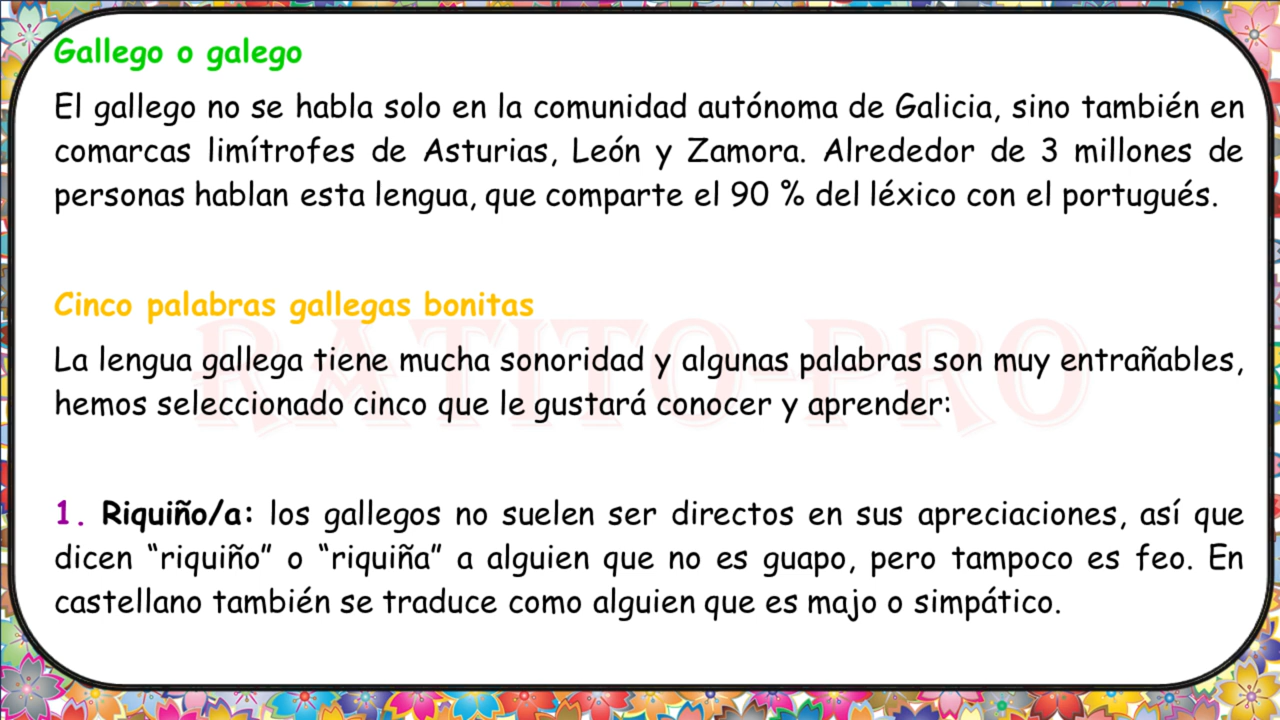 Gallego o galego
El gallego no se habla solo en la comunidad autónoma de Galicia, sino también en
comarcas limítrofes de Asturias, León y Zamora. Alrededor de 3 millones de
personas hablan esta lengua, que comparte el 90 % del léxico con el portugués.
Cinco palabras gallegas bonitas
RATITO-PRO
La lengua gallega tiene mucha sonoridad y algunas palabras son muy entrañables,
hemos seleccionado cinco que le gustará conocer y aprender:
1. Riquiño/a: los gallegos no suelen ser directos en sus apreciaciones, así que
dicen “riquiño” o “riquiña” a alguien que no es guapo, pero tampoco es feo. En
castellano también se traduce como alguien que es majo o simpático.